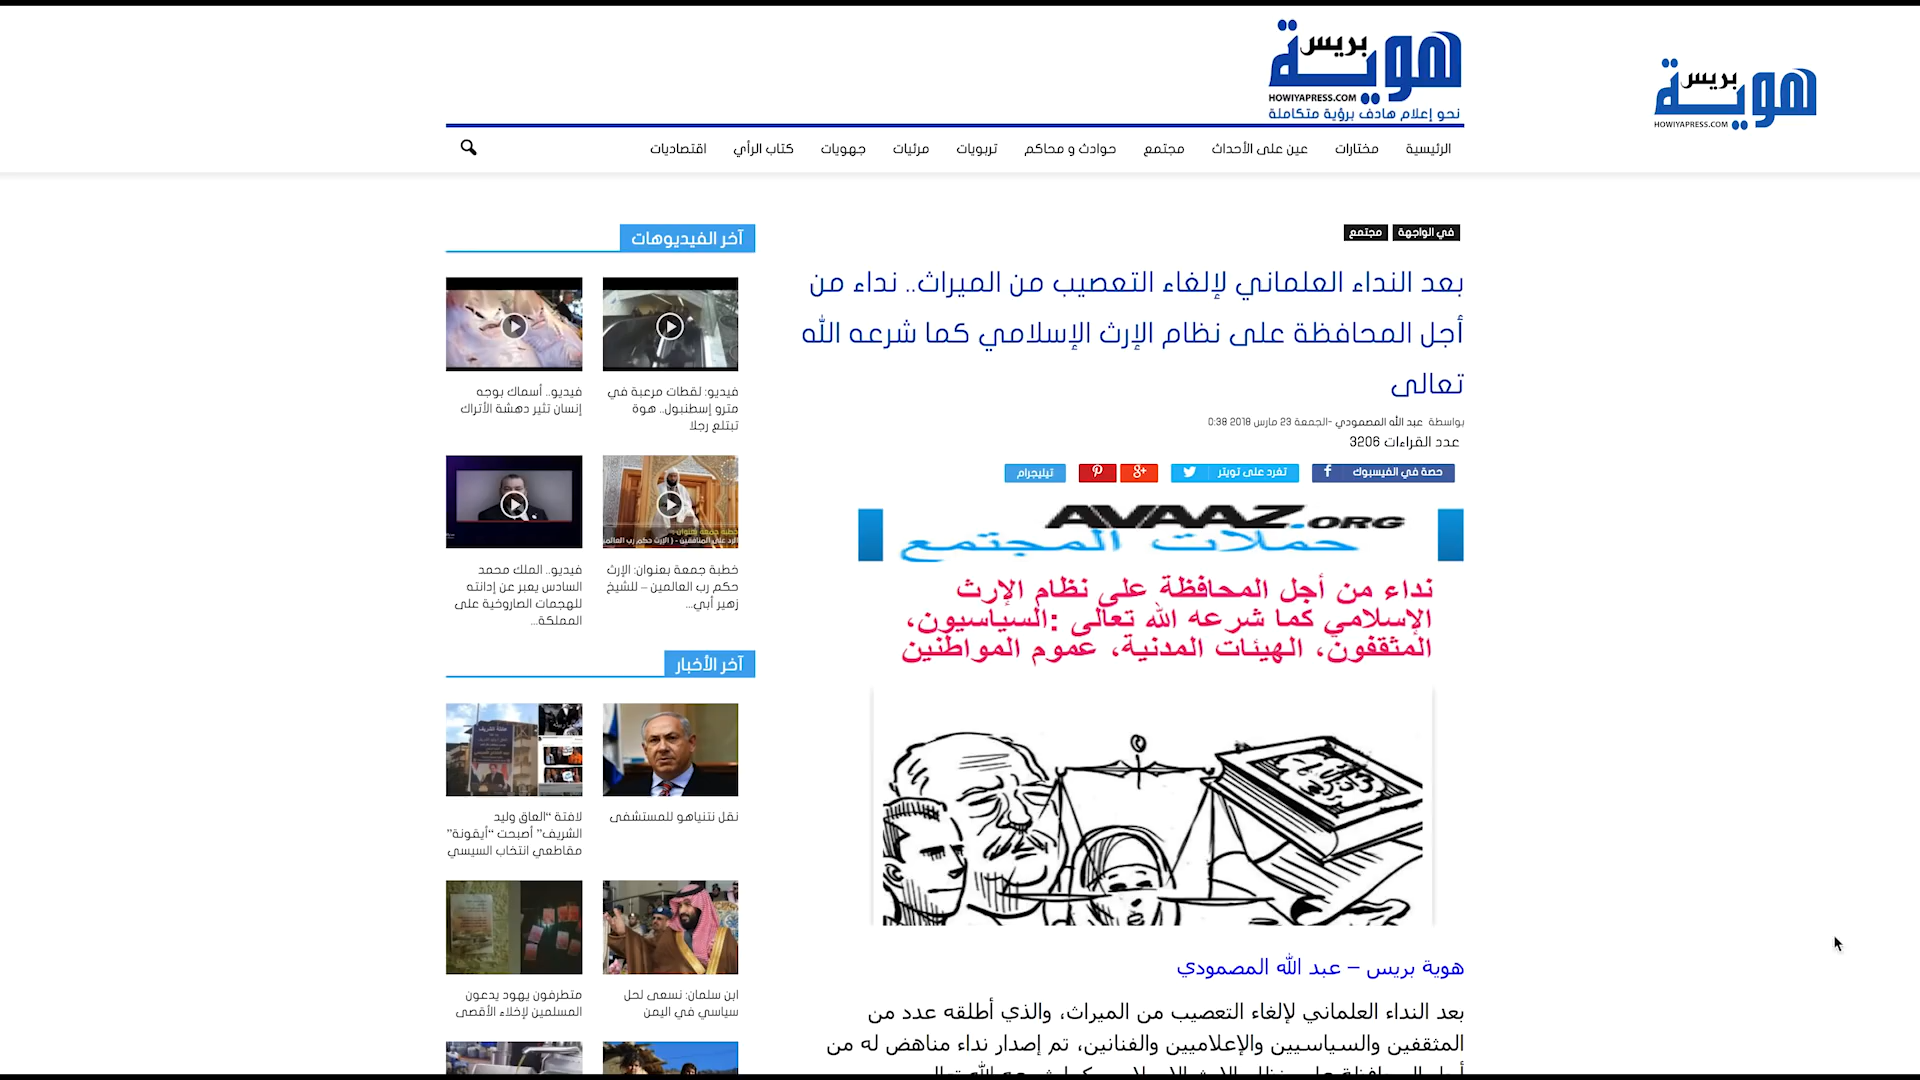 هوية بريس
HOWIYAPRESS.COM
نحو إعلام هادف برؤية متكاملة
هوية بريس
HOWIYAPRESS.COM
الرئيسية مختارات عين على الأحداث مجتمع حوادث و محاكم تربويات مرئيات جهويات كتاب الرأي اقتصاديات
في الواجهة مجتمع
بعد النداء العلماني لإلغاء التعصيب من الميراث.. نداء من
أجل المحافظة على نظام الإرث الإسلامي كما شرعه الله
تعالى
بواسطة عبد الله المصمودي -الجمعة 23 مارس 2018 0:38
عدد القراءات 3206
حصة في الفيسبوك تغرد على تويتر تيليجرام
AVAAZ.ORG
حملات المجتمع
نداء من أجل المحافظة على نظام الإرث
الإسلامي كما شرعه الله تعالى :السياسيون،
المثقفون، الهيئات المدنية، عموم المواطنين
هوية بريس – عبد الله المصمودي
بعد النداء العلماني لإلغاء التعصيب من الميراث، والذي أطلقه عدد من
المثقفين والسياسيين والإعلاميين والفنانين، تم إصدار نداء مناهض له من
آخر الفيديوهات
فيديو: لقطات مرعبة في
مترو إسطنبول.. هوة
تبتلع رجلا
فيديو.. أسماك بوجه
إنسان تثير دهشة الأتراك
خطبة جمعة بعنوان: الإرث
حكم رب العالمين – للشيخ
زهير أبي...
فيديو.. الملك محمد
السادس يعبر عن إدانته
للهجمات الصاروخية على
المملكة...
آخر الأخبار
نقل نتنياهو للمستشفى
لافتة “العاق وليد
الشريف” أصبحت “أيقونة”
مقاطعي انتخاب السيسي
ابن سلمان: نسعى لحل
سياسي في اليمن
متطرفون يهود يدعون
المسلمين لإخلاء الأقصى